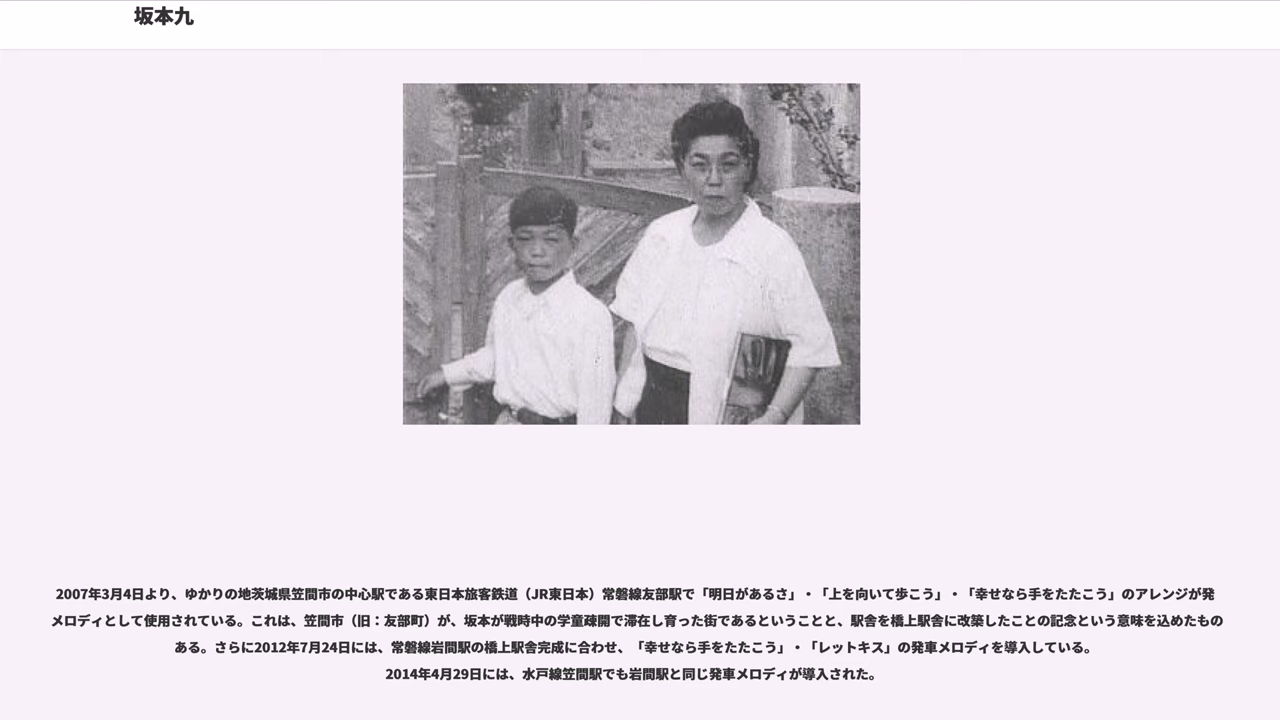 坂本九
2007年3月4日より、ゆかりの地茨城県笠間市の中心駅である東日本旅客鉄道（JR東日本）常磐線友部駅で「明日があるさ」・「上を向いて歩こう」・「幸せなら手をたたこう」のアレンジが発
メロディとして使用されている。これは、笠間市（旧：友部町）が、坂本が戦時中の学童疎開で滞在し育った街であるということと、駅舎を橋上駅舎に改築したことの記念という意味を込めたもの
ある。さらに2012年7月24日には、常磐線岩間駅の橋上駅舎完成に合わせ、「幸せなら手をたたこう」・「レットキス」の発車メロディを導入している。
2014年4月29日には、水戸線笠間駅でも岩間駅と同じ発車メロディが導入された。